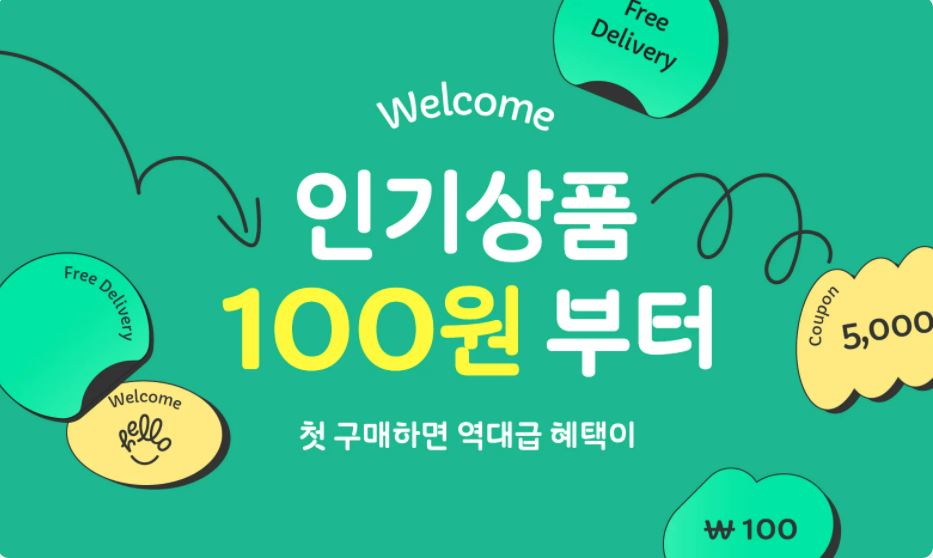 Free
Delivery
Welcome
인기상품
100원 부터
첫 구매하면 역대급 혜택이
Free Delivery
Welcome
hello
Coupon
5,000
₩ 100